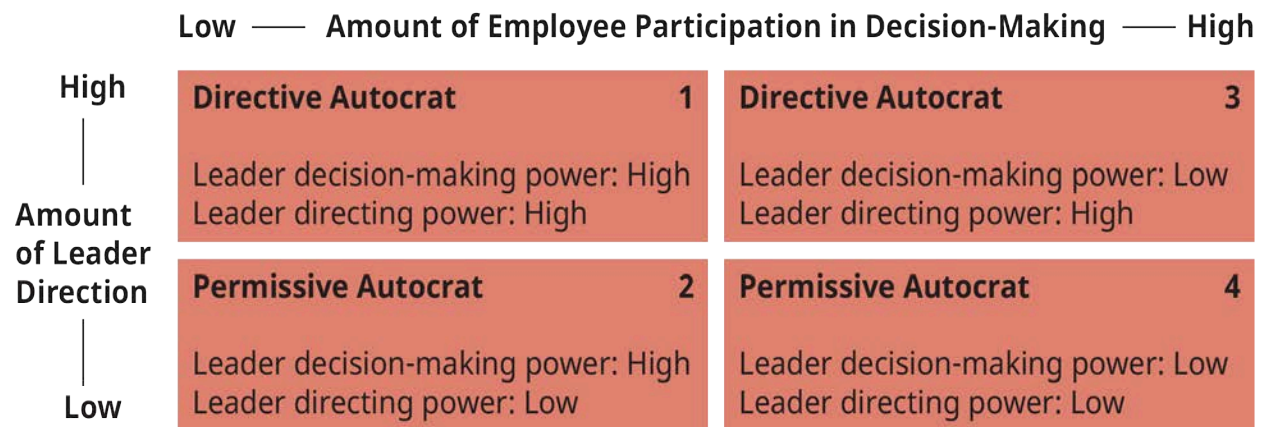 Low — Amount of Employee Participation in Decision-Making — High
High
Amount
of Leader
Direction
Low
Directive Autocrat 1
Leader decision-making power: High
Leader directing power: High
Directive Autocrat 3
Leader decision-making power: Low
Leader directing power: High
Permissive Autocrat 2
Leader decision-making power: High
Leader directing power: Low
Permissive Autocrat 4
Leader decision-making power: Low
Leader directing power: Low